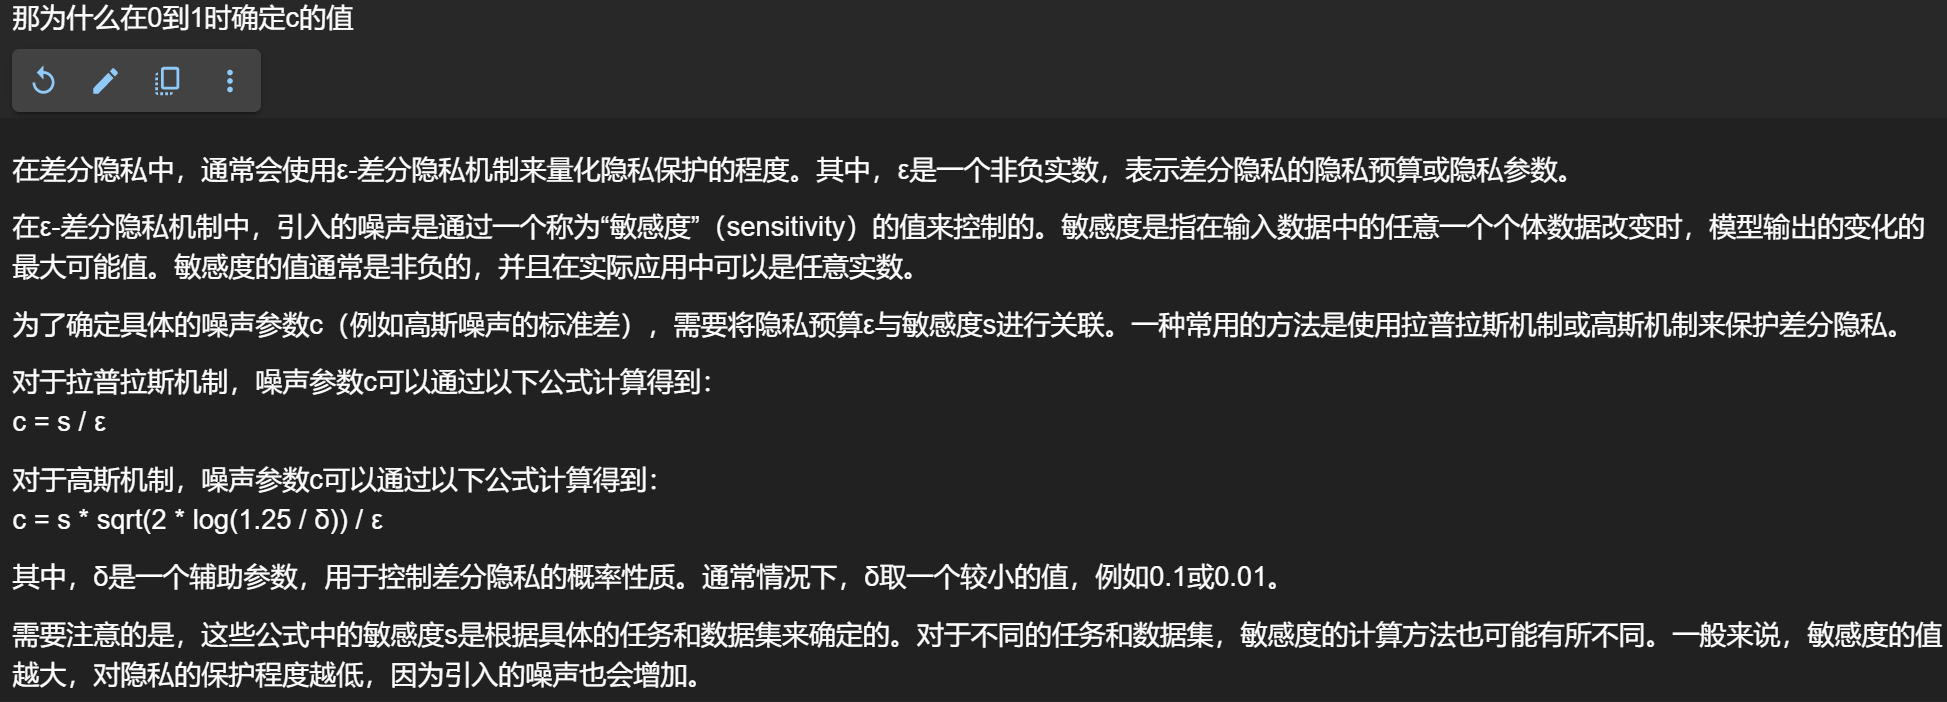 那为什么在0到1时确定c的值
在差分隐私中，通常会使用ε-差分隐私机制来量化隐私保护的程度。其中，ε是一个非负实数，表示差分隐私的隐私预算或隐私参数。
在ε-差分隐私机制中，引入的噪声是通过一个称为“敏感度”（sensitivity）的值来控制的。敏感度是指在输入数据中的任意一个个体数据改变时，模型输出的变化的
最大可能值。敏感度的值通常是非负的，并且在实际应用中可以是任意实数。
为了确定具体的噪声参数c（例如高斯噪声的标准差），需要将隐私预算ε与敏感度s进行关联。一种常用的方法是使用拉普拉斯机制或高斯机制来保护差分隐私。
对于拉普拉斯机制，噪声参数c可以通过以下公式计算得到：
c = s / ε
对于高斯机制，噪声参数c可以通过以下公式计算得到：
c = s * sqrt(2 * log(1.25 / δ)) / ε
其中，δ是一个辅助参数，用于控制差分隐私的概率性质。通常情况下，δ取一个较小的值，例如0.1或0.01。
需要注意的是，这些公式中的敏感度s是根据具体的任务和数据集来确定的。对于不同的任务和数据集，敏感度的计算方法也可能有所不同。一般来说，敏感度的值
越大，对隐私的保护程度越低，因为引入的噪声也会增加。